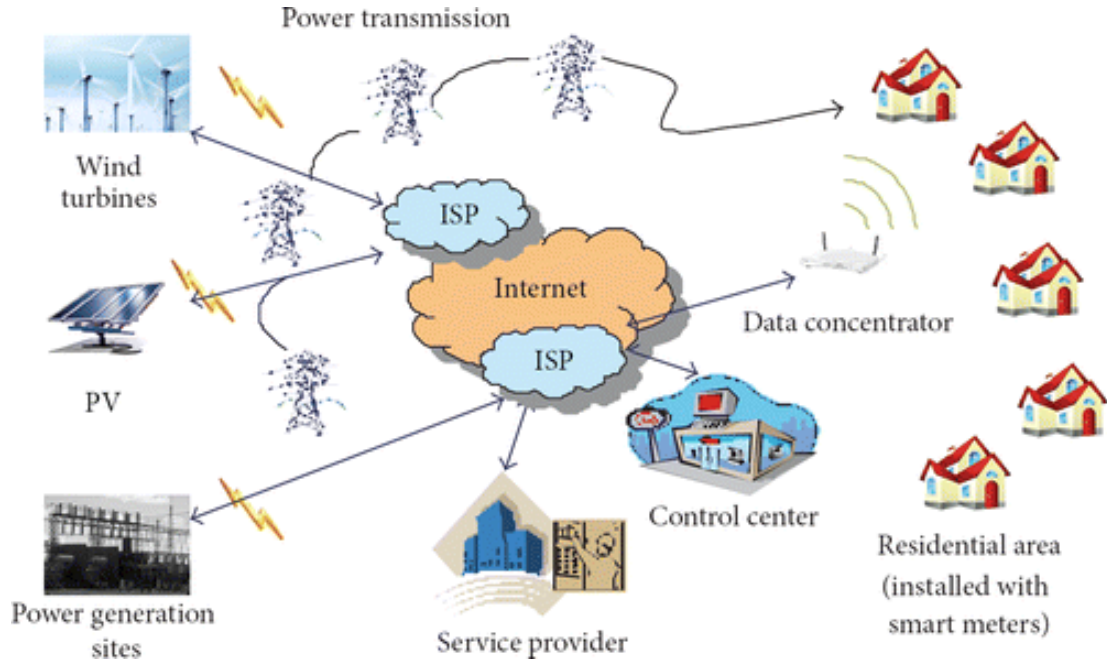 Power transmission
Wind
turbines
ISP
Internet
ISP
PV
Data concentrator
Power generation
sites
Service provider
Control center
Residential area
(installed with
smart meters)